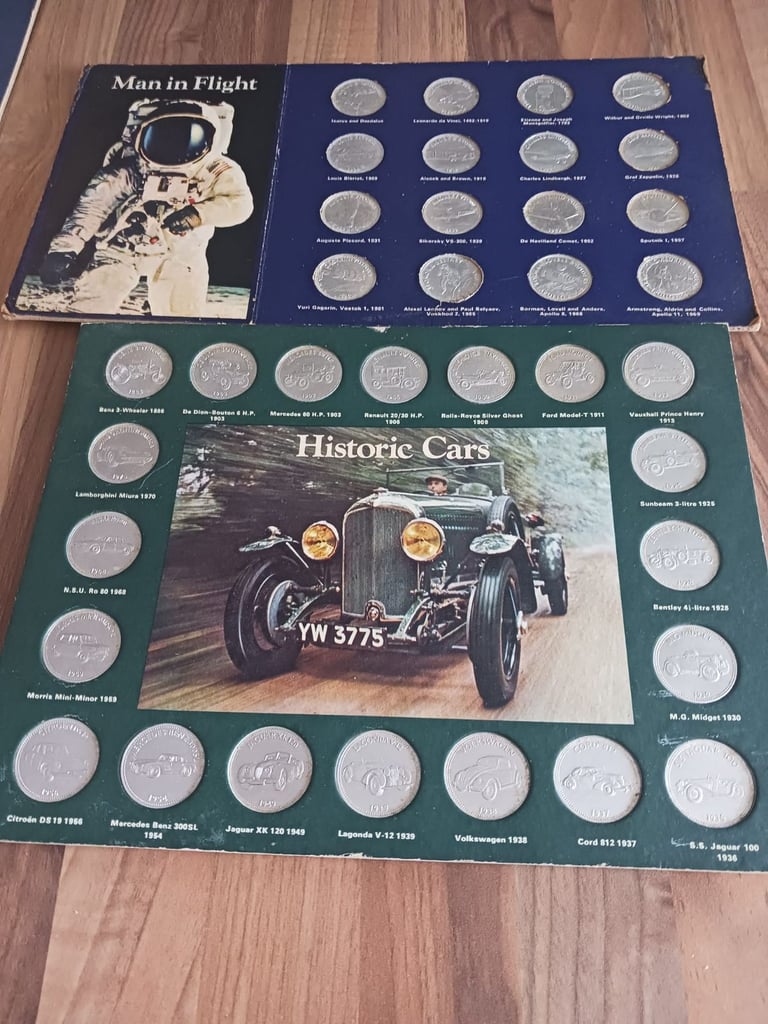 Man in Flight
Icarus and Daedalus
Leonardo da Vinci, 1452-1519
Etienne and Joseph
Montgolfier, 1783
Wilbur and Orville Wright, 1903
Louis Blériot, 1909
Alcock and Brown, 1919
Charles Lindbergh, 1927
Graf Zeppelin, 1928
Auguste Piccard, 1931
Sikorsky VS-300, 1939
De Havilland Comet, 1952
Sputnik 1, 1957
Yuri Gagarin, Vostok 1, 1961
Alexei Leonov and Paul Belyaev,
Voskhod 2, 1965
Borman, Lovell and Anders,
Apollo 8, 1968
Armstrong, Aldrin and Collins,
Apollo 11, 1969
Benz 3-Wheeler 1886
De Dion-Bouton 6 H.P.
1903
Mercedes 60 H.P. 1903
Renault 20/30 H.P.
1906
Rolls-Royce Silver Ghost
1909
Ford Model-T 1911
Vauxhall Prince Henry
1913
Historic Cars
Lamborghini Miura 1970
Sunbeam 3-litre 1925
N.S.U. Ro 80 1968
Bentley 4½-litre 1928
YW 3775
Morris Mini-Minor 1959
M.G. Midget 1930
Citroën DS 19 1956
Mercedes Benz 300SL
1954
Jaguar XK 120 1949
Lagonda V-12 1939
Volkswagen 1938
Cord 812 1937
S.S. Jaguar 100
1936